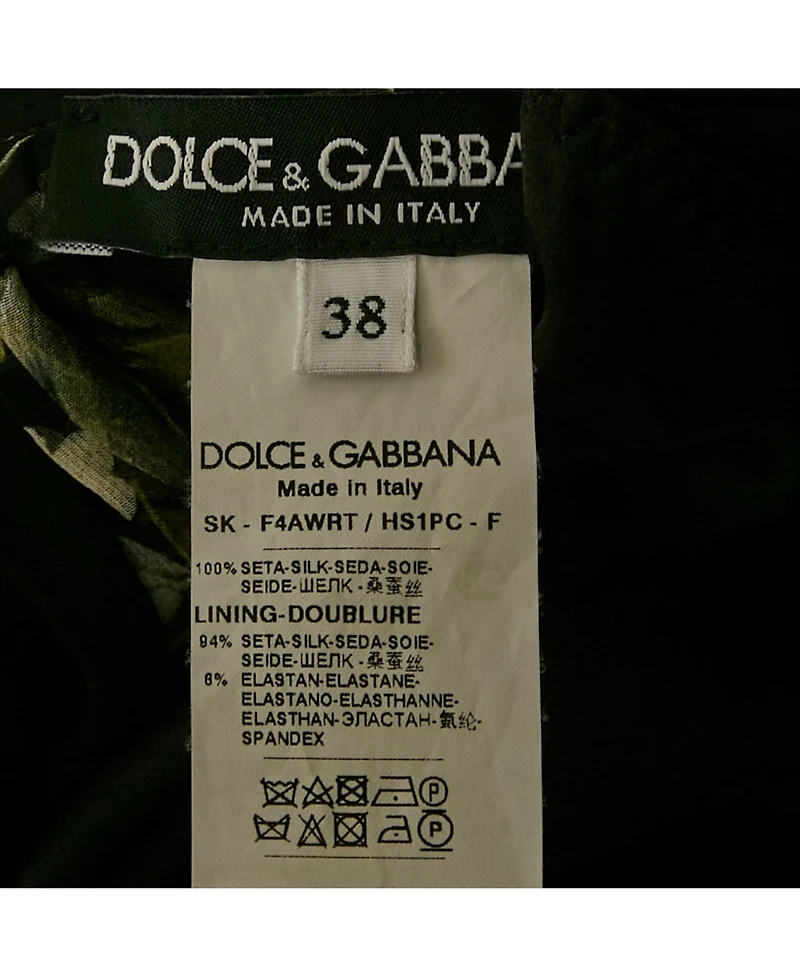 DOLCE & GABBA
MADE IN ITALY
38
DOLCE & GABBANA
Made in Italy
SK - F4AWRT / HS1PC - F
100% SETA-SILK-SEDA-SOIE-
SEIDE-ШЕЛК-桑蚕丝
LINING-DOUBLURE
94% SETA-SILK-SEDA-SOIE-
SEIDE-ШЕЛК-桑蚕丝
6% ELASTAN-ELASTANE-
ELASTANO-ELASTHANNE-
ELASTHAN-ЭЛАСТАН-氨纶-
SPANDEX
P
P